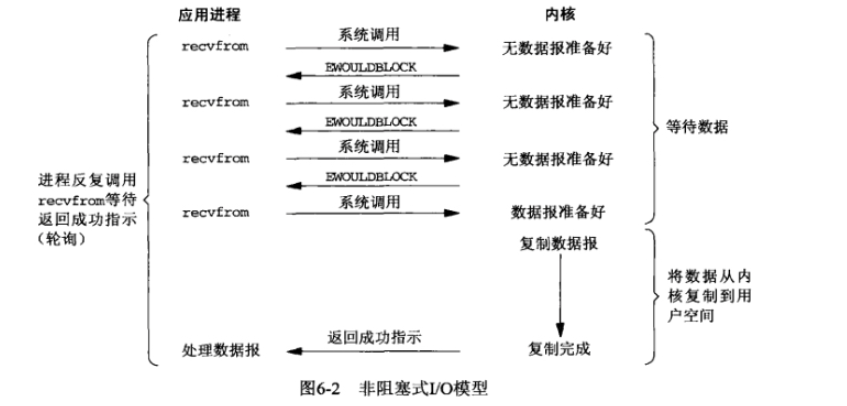 应用进程
内核
recvfrom
系统调用
无数据报准备好
EWOULDBLOCK
recvfrom
系统调用
无数据报准备好
EWOULDBLOCK
recvfrom
系统调用
无数据报准备好
EWOULDBLOCK
recvfrom
系统调用
数据报准备好
等待数据
进程反复调用
recvfrom等待
返回成功指示
(轮询)
复制数据报
将数据从内
核复制到用
户空间
处理数据报
返回成功指示
复制完成
图6-2 非阻塞式I/O模型